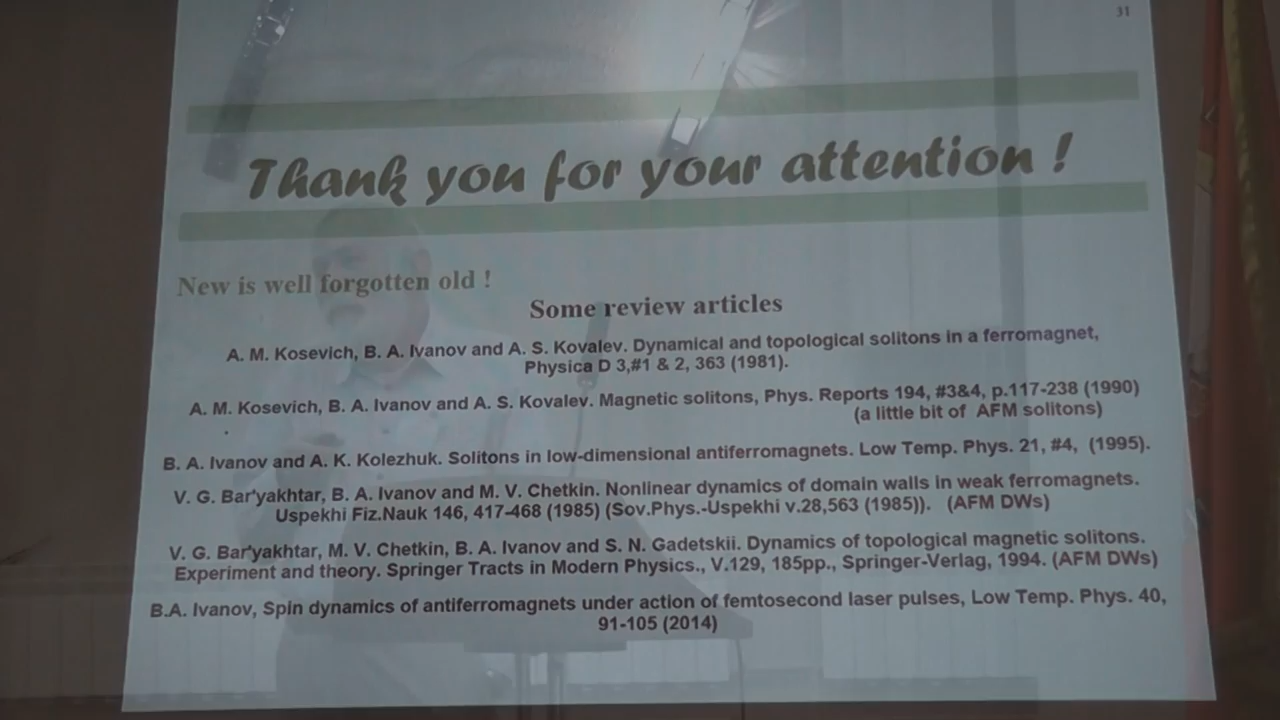 31
Thank you for your attention !
New is well forgotten old !
Some review articles
A. M. Kosevich, B. A. Ivanov and A. S. Kovalev. Dynamical and topological solitons in a ferromagnet,
Physica D 3,#1 & 2, 363 (1981).
A. M. Kosevich, B. A. Ivanov and A. S. Kovalev. Magnetic solitons, Phys. Reports 194, #3&4, p.117-238 (1990)
(a little bit of AFM solitons)
.
B. A. Ivanov and A. K. Kolezhuk. Solitons in low-dimensional antiferromagnets. Low Temp. Phys. 21, #4, (1995).
V. G. Bar'yakhtar, B. A. Ivanov and M. V. Chetkin. Nonlinear dynamics of domain walls in weak ferromagnets.
Uspekhi Fiz.Nauk 146, 417-468 (1985) (Sov.Phys.-Uspekhi v.28,563 (1985)). (AFM DWs)
V. G. Bar'yakhtar, M. V. Chetkin, B. A. Ivanov and S. N. Gadetskii. Dynamics of topological magnetic solitons.
Experiment and theory. Springer Tracts in Modern Physics., V.129, 185pp., Springer-Verlag, 1994. (AFM DWs)
B.A. Ivanov, Spin dynamics of antiferromagnets under action of femtosecond laser pulses, Low Temp. Phys. 40,
91-105 (2014)